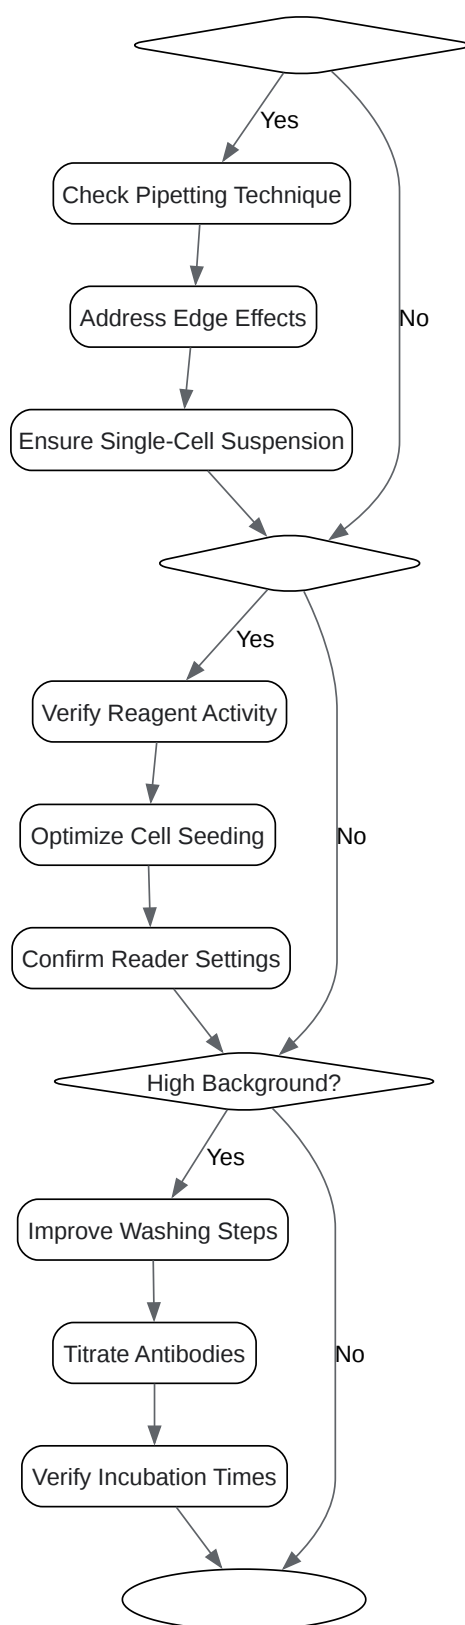 Yes
Check Pipetting Technique
Address Edge Effects
No
Ensure Single-Cell Suspension
Yes
Verify Reagent Activity
Optimize Cell Seeding
No
Confirm Reader Settings
High Background?
Yes
Improve Washing Steps
Titrate Antibodies
No
Verify Incubation Times